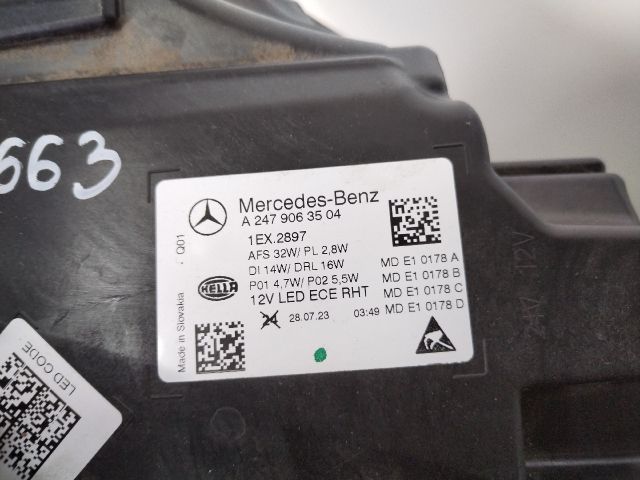 663
Mercedes-Benz
A 247 906 35 04
1EX.2897
AFS 32W/ PL 2,8W
DI 14W/ DRL 16W
P01 4,7W/ P02 5,5W
12V LED ECE RHT
28.07.23 03:49
MD E1 0178 A
MD E1 0178 B
MD E1 0178 C
MD E1 0178 D
HELLA
Made in Slovakia
Q01
LED CODE